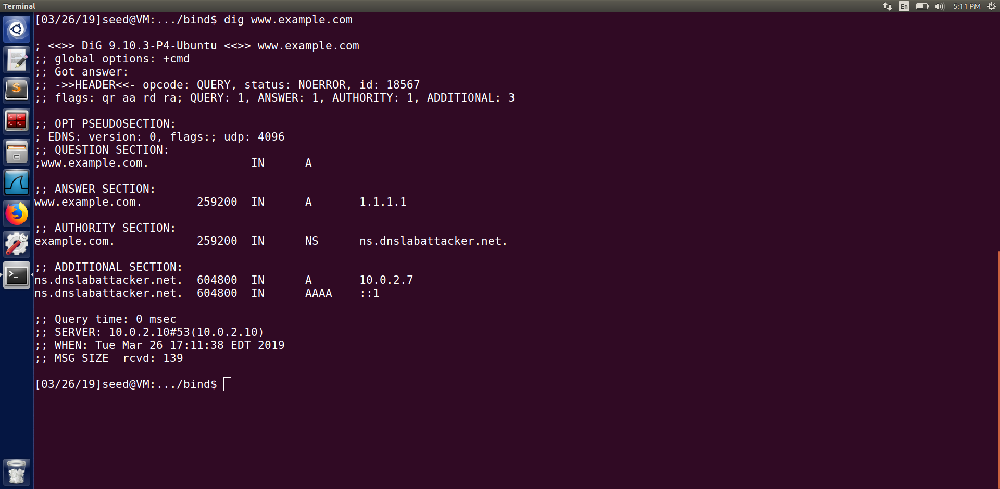 Terminal
En
5:11 PM
[03/26/19]seed@VM:.../bind$ dig www.example.com
; <<>> DiG 9.10.3-P4-Ubuntu <<>> www.example.com
;; global options: +cmd
;; Got answer:
;; ->>HEADER<<- opcode: QUERY, status: NOERROR, id: 18567
;; flags: qr aa rd ra; QUERY: 1, ANSWER: 1, AUTHORITY: 1, ADDITIONAL: 3
;; OPT PSEUDOSECTION:
; EDNS: version: 0, flags:; udp: 4096
;; QUESTION SECTION:
;www.example.com. IN A
;; ANSWER SECTION:
www.example.com. 259200 IN A 1.1.1.1
;; AUTHORITY SECTION:
example.com. 259200 IN NS ns.dnslabattacker.net.
;; ADDITIONAL SECTION:
ns.dnslabattacker.net. 604800 IN A 10.0.2.7
ns.dnslabattacker.net. 604800 IN AAAA ::1
;; Query time: 0 msec
;; SERVER: 10.0.2.10#53(10.0.2.10)
;; WHEN: Tue Mar 26 17:11:38 EDT 2019
;; MSG SIZE  rcvd: 139
[03/26/19]seed@VM:.../bind$